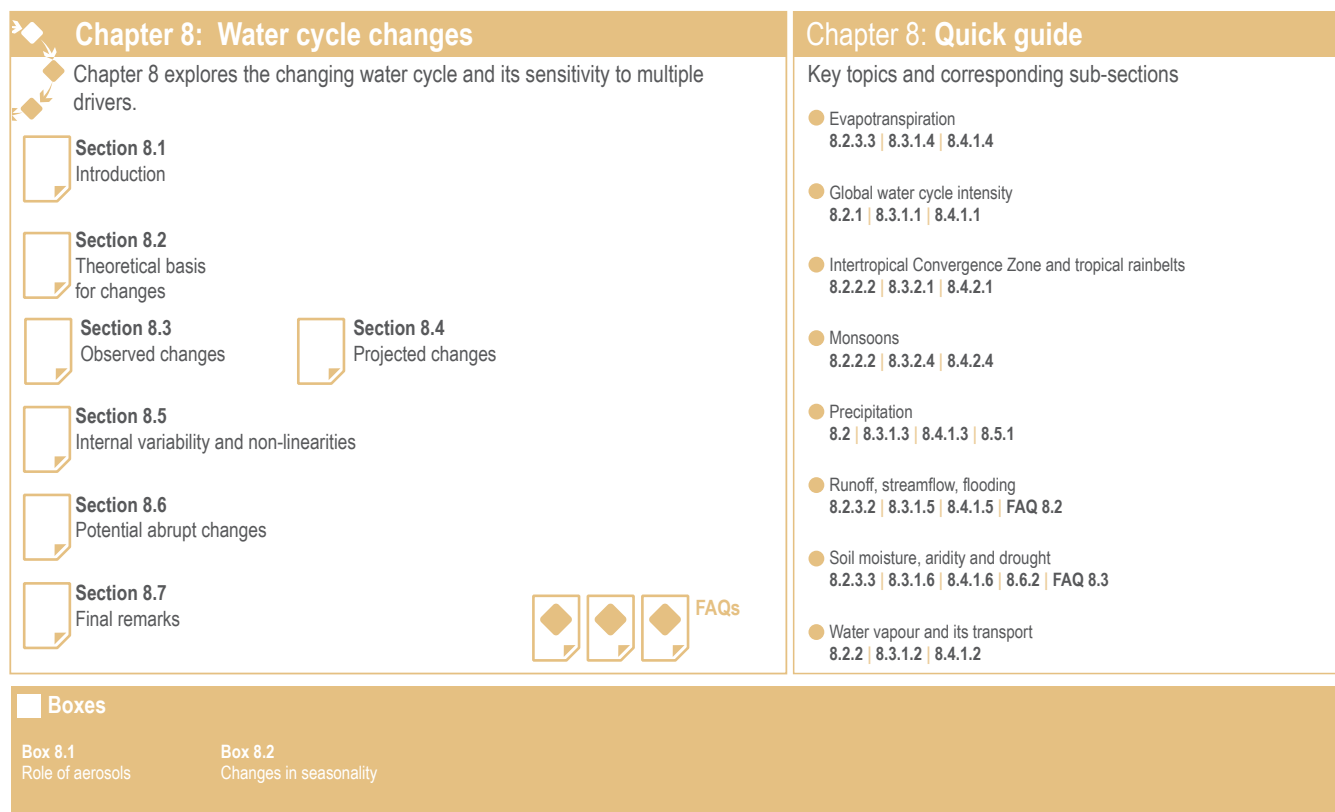 Chapter 8: Water cycle changes
Chapter 8 explores the changing water cycle and its sensitivity to multiple
drivers.
Section 8.1
Introduction
Section 8.2
Theoretical basis
for changes
Section 8.3
Observed changes
Section 8.4
Projected changes
Section 8.5
Internal variability and non-linearities
Section 8.6
Potential abrupt changes
Section 8.7
Final remarks
FAQs
Chapter 8: Quick guide
Key topics and corresponding sub-sections
Evapotranspiration
8.2.3.3 | 8.3.1.4 | 8.4.1.4
Global water cycle intensity
8.2.1 | 8.3.1.1 | 8.4.1.1
Intertropical Convergence Zone and tropical rainbelts
8.2.2.2 | 8.3.2.1 | 8.4.2.1
Monsoons
8.2.2.2 | 8.3.2.4 | 8.4.2.4
Precipitation
8.2 | 8.3.1.3 | 8.4.1.3 | 8.5.1
Runoff, streamflow, flooding
8.2.3.2 | 8.3.1.5 | 8.4.1.5 | FAQ 8.2
Soil moisture, aridity and drought
8.2.3.3 | 8.3.1.6 | 8.4.1.6 | 8.6.2 | FAQ 8.3
Water vapour and its transport
8.2.2 | 8.3.1.2 | 8.4.1.2
Boxes
Box 8.1
Role of aerosols
Box 8.2
Changes in seasonality